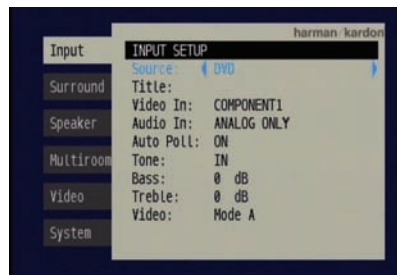 harman/kardon
Input
INPUT SETUP
Source: DVD
Surround
Title:
Video In: COMPONENT1
Speaker
Audio In: ANALOG ONLY
Auto Poll: ON
Multiroom
Tone: IN
Bass: 0 dB
Video
Treble: 0 dB
Video: Mode A
System